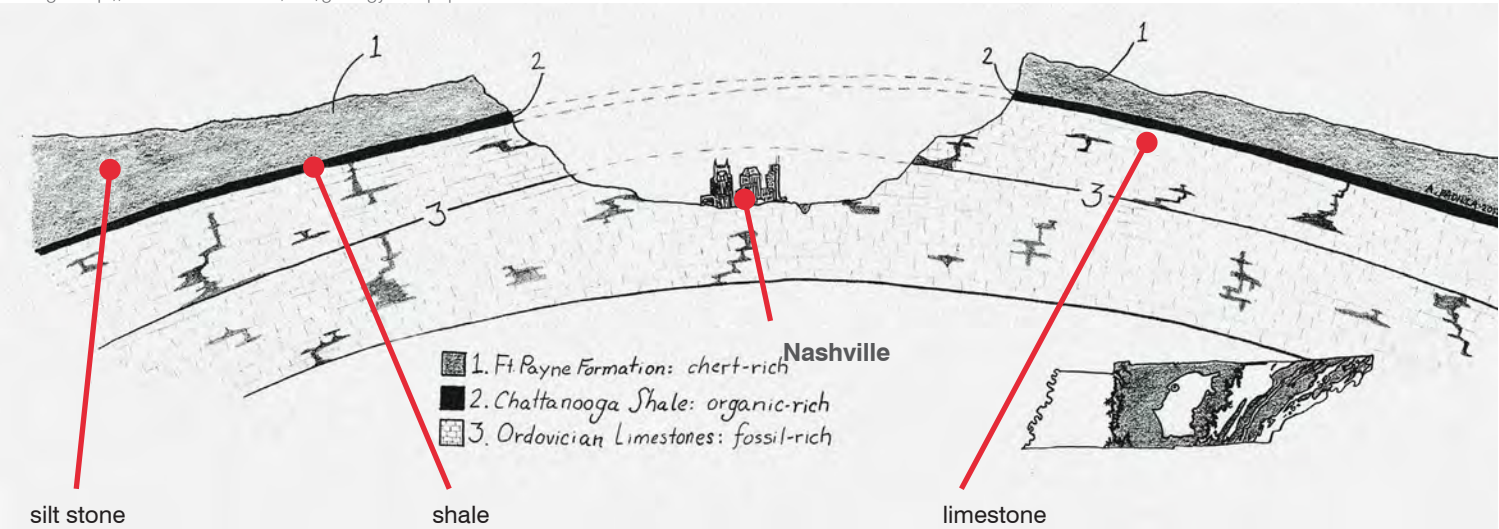 1
2
2
1
3
3
Nashville
1. Ft. Payne Formation: chert-rich
2. Chattanooga Shale: organic-rich
3. Ordovician Limestones: fossil-rich
silt stone
shale
limestone